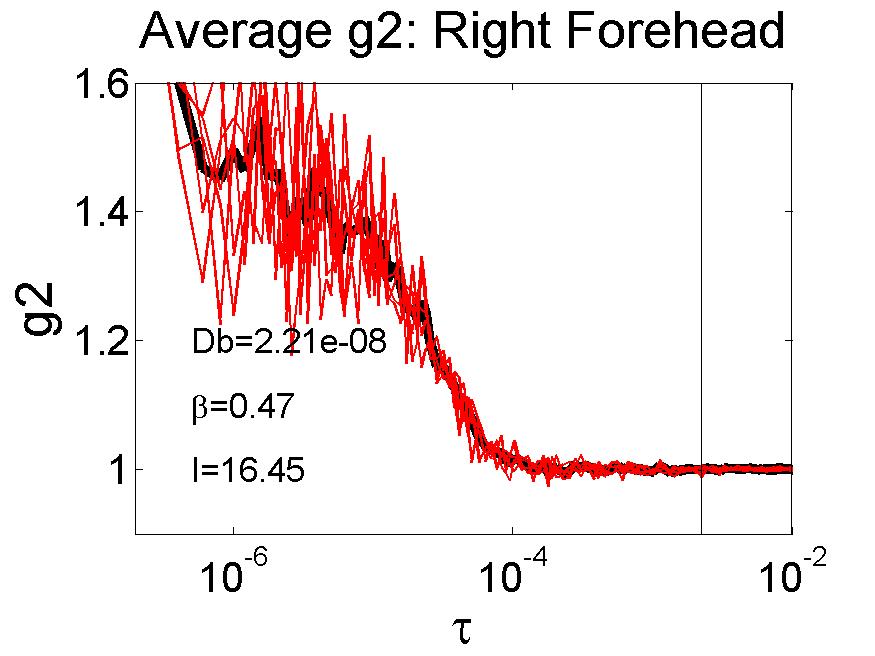 Average g2: Right Forehead
1.6
1.4
1.2
1
g2
Db=2.21e-08
β=0.47
I=16.45
10^-6
10^-4
10^-2
τ